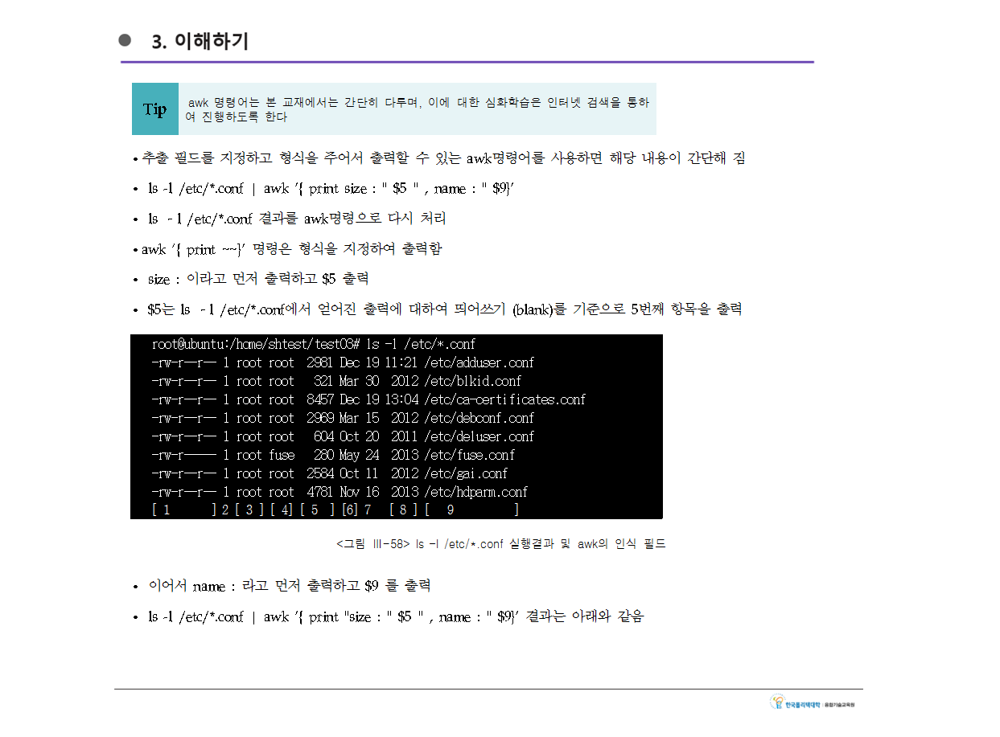 ● 3. 이해하기
Tip
awk 명령어는 본 교재에서는 간단히 다루며, 이에 대한 심화학습은 인터넷 검색을 통하
여 진행하도록 한다
• 추출 필드를 지정하고 형식을 주어서 출력할 수 있는 awk명령어를 사용하면 해당 내용이 간단해 짐
• ls -l /etc/*.conf | awk '{ print size : " $5 " , name : " $9}'
• ls -l /etc/*.conf 결과를 awk명령으로 다시 처리
• awk '{ print ~~}' 명령은 형식을 지정하여 출력함
• size : 이라고 먼저 출력하고 $5 출력
• $5는 ls -l /etc/*.conf에서 얻어진 출력에 대하여 띄어쓰기 (blank)를 기준으로 5번째 항목을 출력
root@ubuntu:/home/shtest/test03# ls -l /etc/*.conf
-rw-r--r-- 1 root root 2981 Dec 19 11:21 /etc/adduser.conf
-rw-r--r-- 1 root root 321 Mar 30 2012 /etc/blkid.conf
-rw-r--r-- 1 root root 8457 Dec 19 13:04 /etc/ca-certificates.conf
-rw-r--r-- 1 root root 2969 Mar 15 2012 /etc/debconf.conf
-rw-r--r-- 1 root root 604 Oct 20 2011 /etc/deluser.conf
-rw-r----- 1 root fuse 280 May 24 2013 /etc/fuse.conf
-rw-r--r-- 1 root root 2584 Oct 11 2012 /etc/gai.conf
-rw-r--r-- 1 root root 4781 Nov 16 2013 /etc/hdparm.conf
[ 1 ] 2 [ 3 ] [ 4] [ 5 ] [6] 7 [ 8 ] [ 9 ]
<그림 III-58> ls -l /etc/*.conf 실행결과 및 awk의 인식 필드
• 이어서 name : 라고 먼저 출력하고 $9 를 출력
• ls -l /etc/*.conf | awk '{ print "size : " $5 " , name : " $9}' 결과는 아래와 같음
한국폴리텍대학 | 융합기술교육원